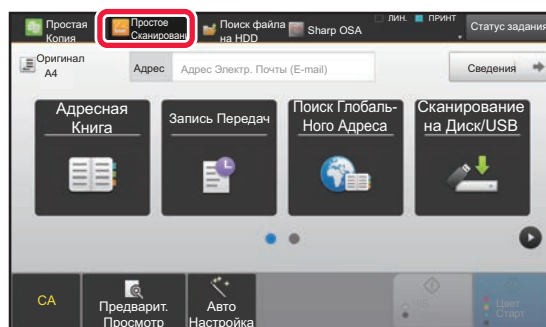 Простая
Копия
Простое
Сканировани
Поиск файла
на HDD
Sharp OSA
ЛИН.
ПРИНТ
Статус задания
Оригинал
A4
Адрес
Адрес Электр. Почты (E-mail)
Сведения
Адресная
Книга
Запись Передач
Поиск Глобаль-
Ного Адреса
Сканирование
на Диск/USB
CA
Предварит.
Просмотр
Авто
Настройка
Цвет
Старт